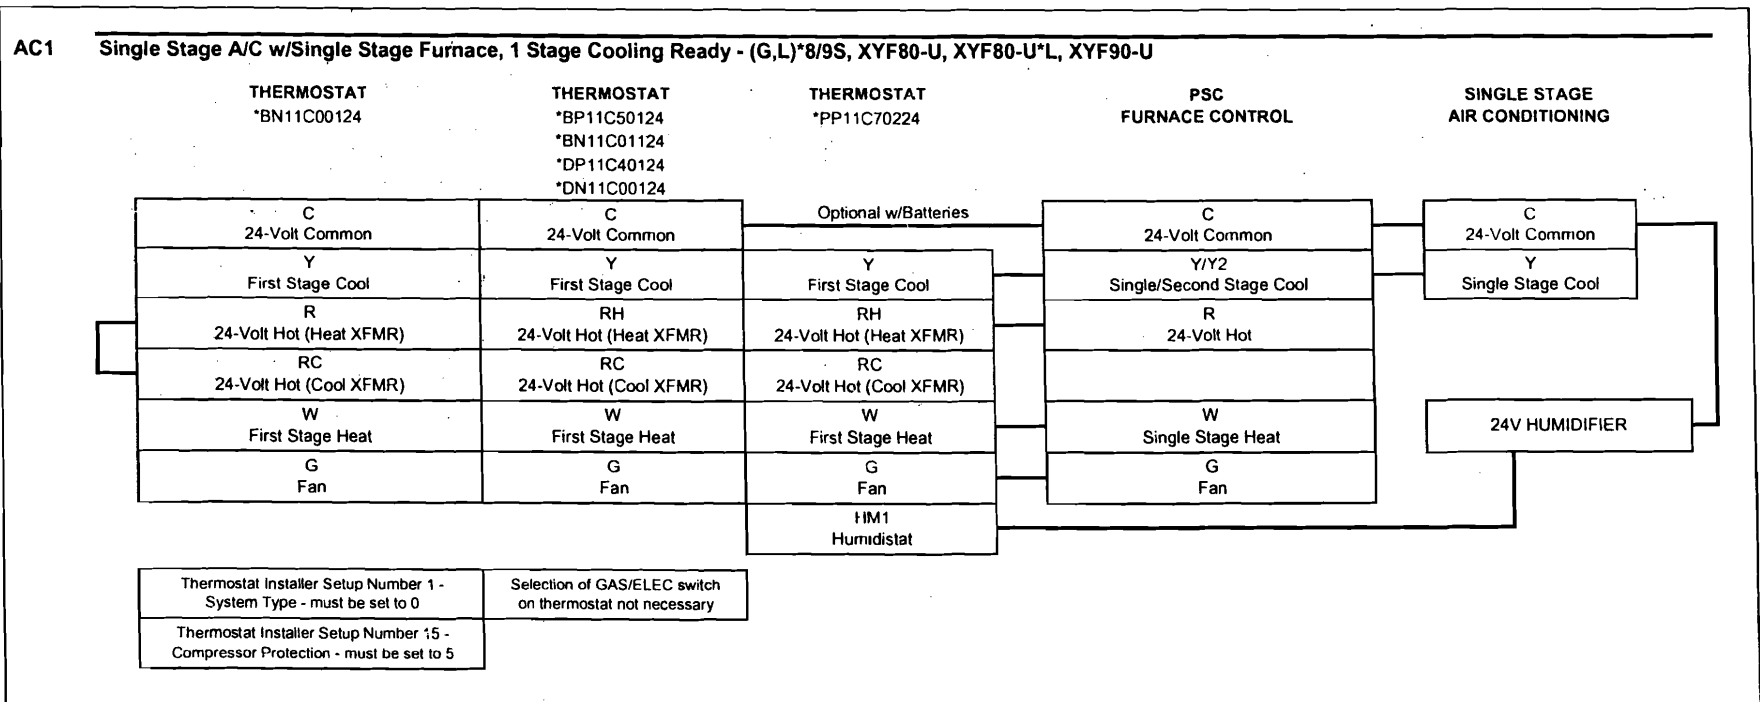 AC1 Single Stage A/C w/Single Stage Furnace, 1 Stage Cooling Ready - (G,L)*8/9S, XYF80-U, XYF80-U*L, XYF90-U
THERMOSTAT
*BN11C00124
THERMOSTAT
*BP11C50124
*BN11C01124
*DP11C40124
*DN11C00124
THERMOSTAT
*PP11C70224
PSC
FURNACE CONTROL
SINGLE STAGE
AIR CONDITIONING
C
24-Volt Common
C
24-Volt Common
Optional w/Batteries
C
24-Volt Common
C
24-Volt Common
Y
First Stage Cool
Y
First Stage Cool
Y
First Stage Cool
Y/Y2
Single/Second Stage Cool
Y
Single Stage Cool
R
24-Volt Hot (Heat XFMR)
RH
24-Volt Hot (Heat XFMR)
RH
24-Volt Hot (Heat XFMR)
R
24-Volt Hot
RC
24-Volt Hot (Cool XFMR)
RC
24-Volt Hot (Cool XFMR)
RC
24-Volt Hot (Cool XFMR)
W
First Stage Heat
W
First Stage Heat
W
First Stage Heat
W
Single Stage Heat
24V HUMIDIFIER
G
Fan
G
Fan
G
Fan
G
Fan
HM1
Humidistat
Thermostat Installer Setup Number 1 -
System Type - must be set to 0
Selection of GAS/ELEC switch
on thermostat not necessary
Thermostat Installer Setup Number 15 -
Compressor Protection - must be set to 5